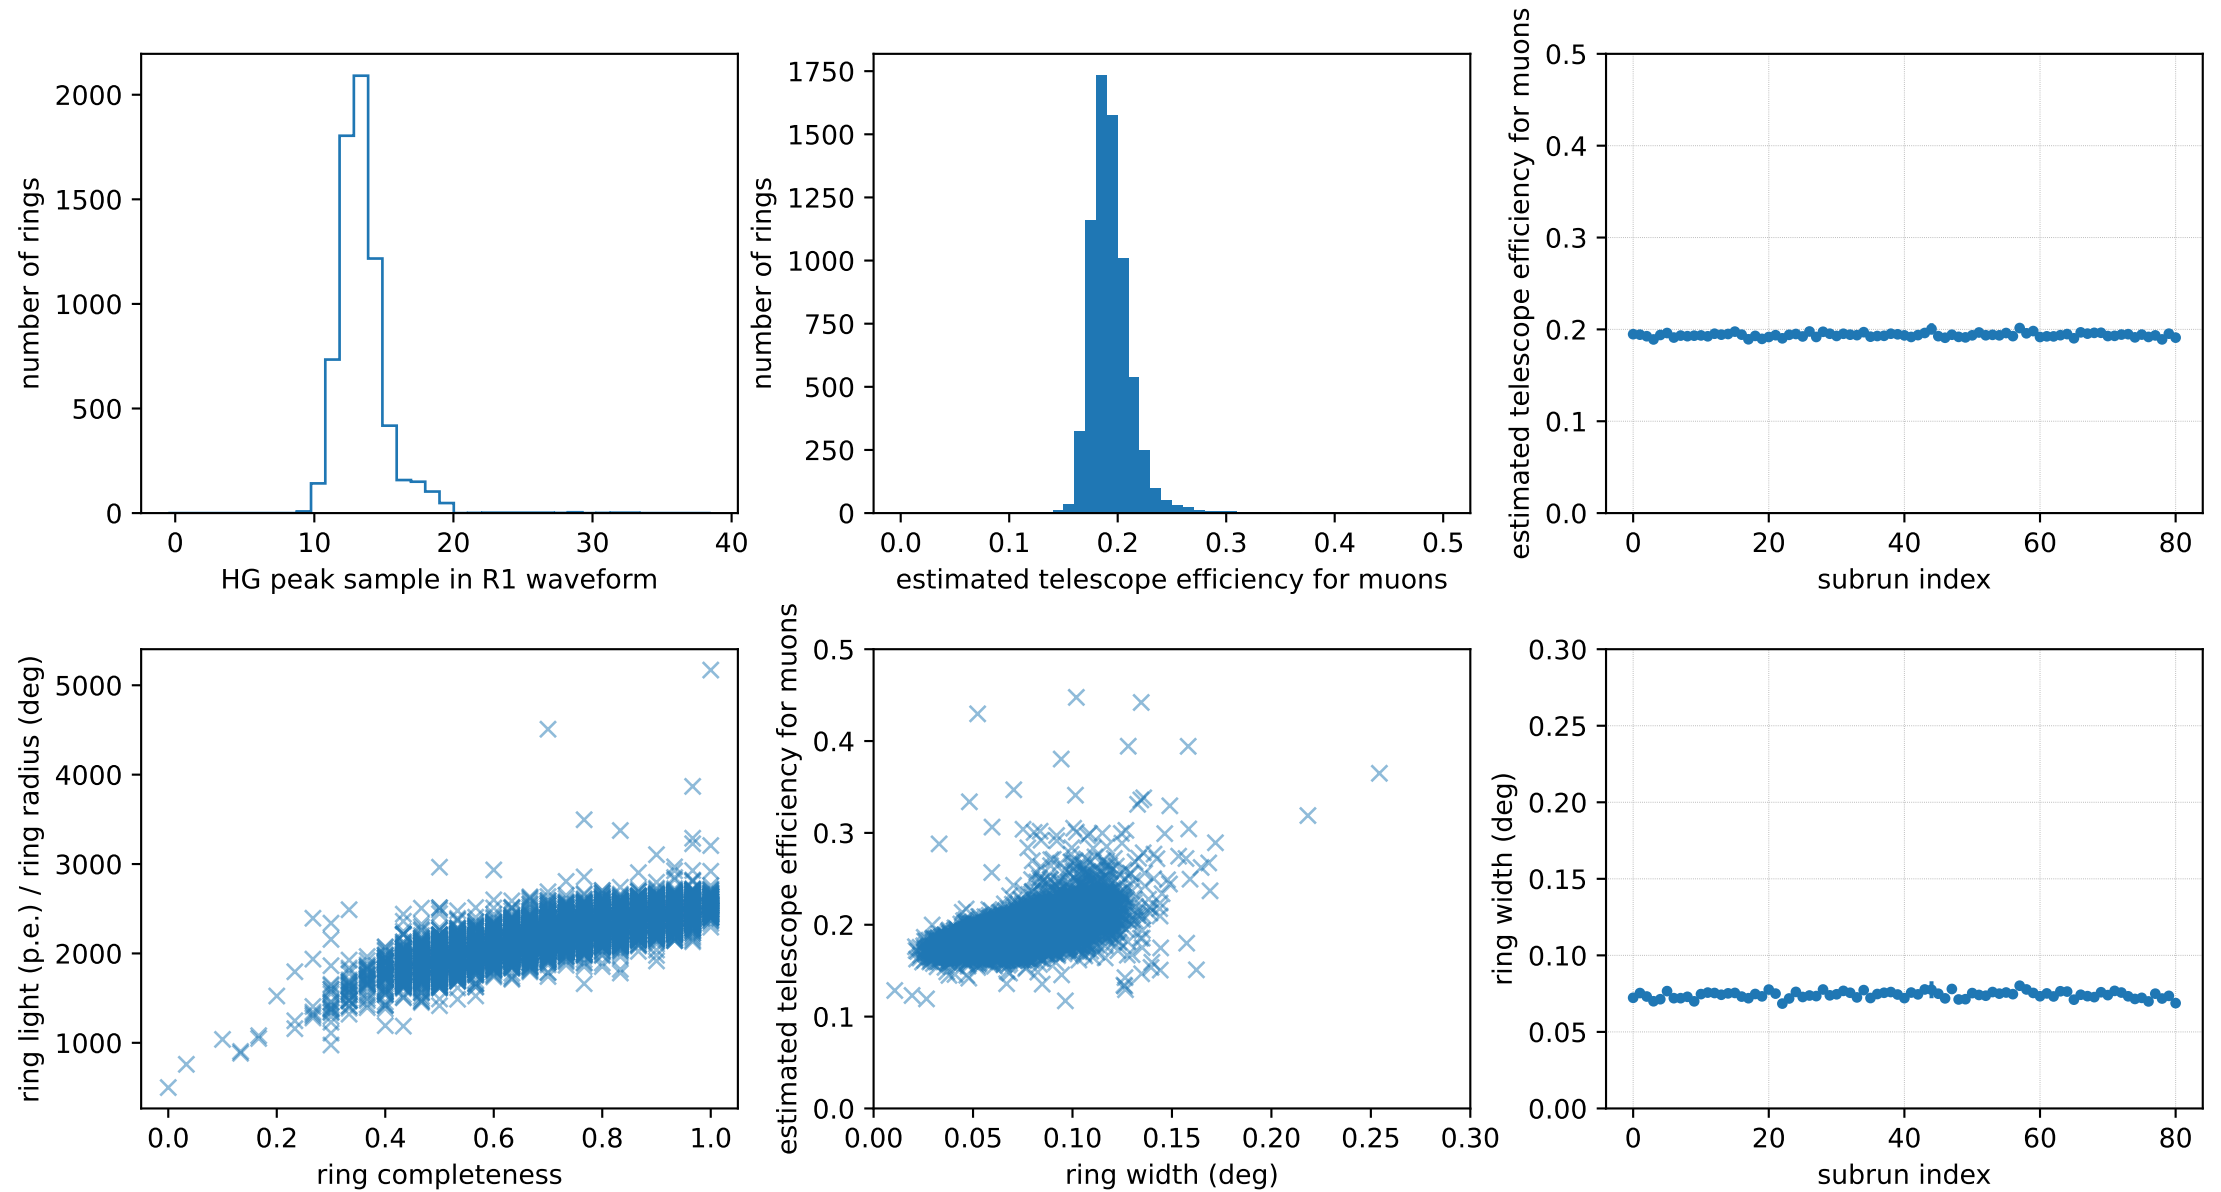 number of rings
2000
1500
1000
500
0
0 10 20 30 40
HG peak sample in R1 waveform
number of rings
1750
1500
1250
1000
750
500
250
0
0.0 0.1 0.2 0.3 0.4 0.5
estimated telescope efficiency for muons
estimated telescope efficiency for muons
0.5
0.4
0.3
0.2
0.1
0.0
0 20 40 60 80
subrun index
ring light (p.e.) / ring radius (deg)
5000
4000
3000
2000
1000
0.0 0.2 0.4 0.6 0.8 1.0
ring completeness
estimated telescope efficiency for muons
0.5
0.4
0.3
0.2
0.1
0.0
0.00 0.05 0.10 0.15 0.20 0.25 0.30
ring width (deg)
ring width (deg)
0.30
0.25
0.20
0.15
0.10
0.05
0.00
0 20 40 60 80
subrun index